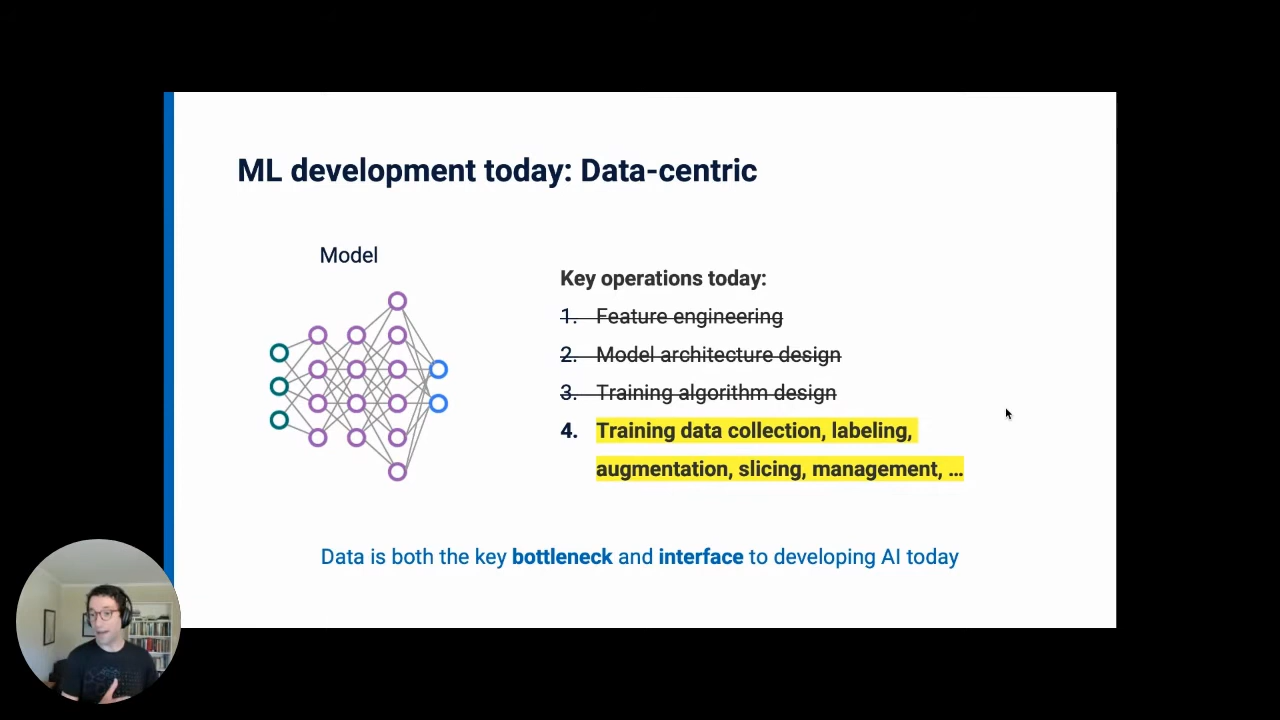 ML development today: Data-centric
Model
Key operations today:
1. Feature engineering
2. Model architecture design
3. Training algorithm design
4. Training data collection, labeling,
augmentation, slicing, management, ...
Data is both the key bottleneck and interface to developing AI today